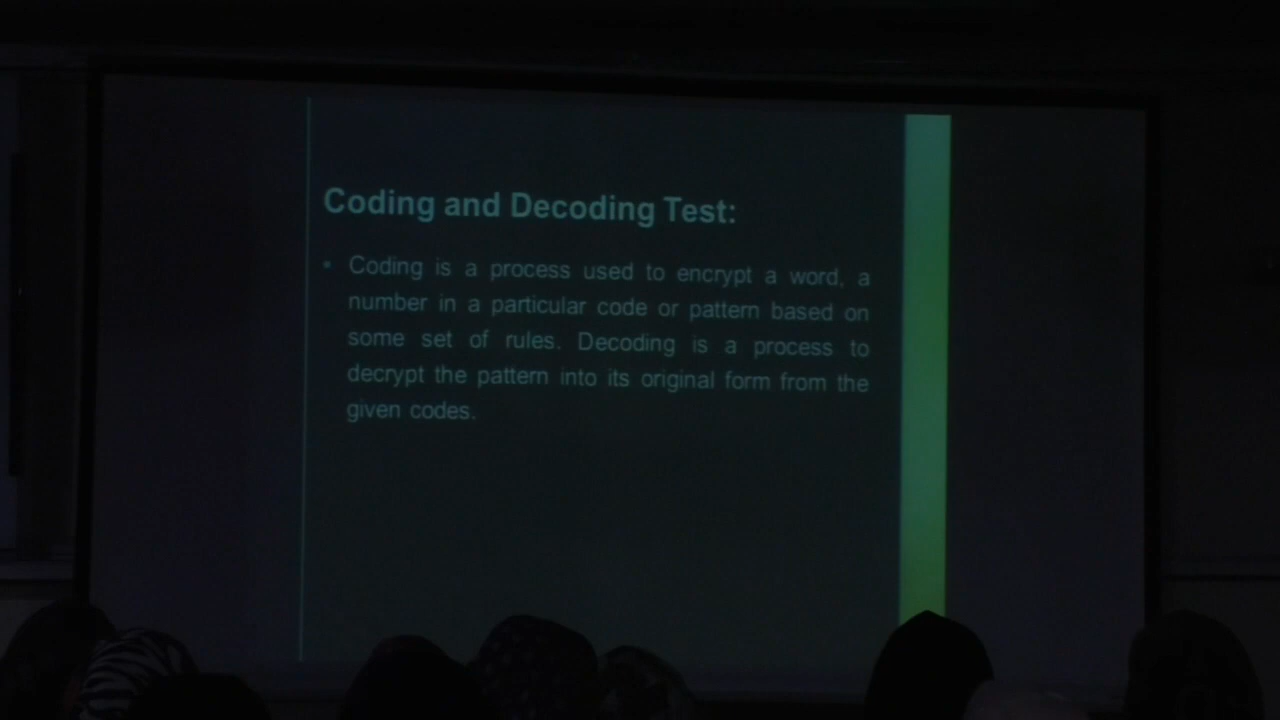 Coding and Decoding Test:
• Coding is a process used to encrypt a word, a
number in a particular code or pattern based on
some set of rules. Decoding is a process to
decrypt the pattern into its original form from the
given codes.